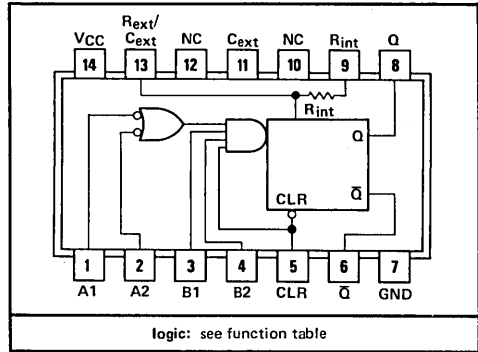 Rext/
VCC Cext NC Cext NC Rint Q
14 13 12 11 10 9 8
Rint
Q
CLR Q̅
1 2 3 4 5 6 7
A1 A2 B1 B2 CLR Q̅ GND
logic: see function table